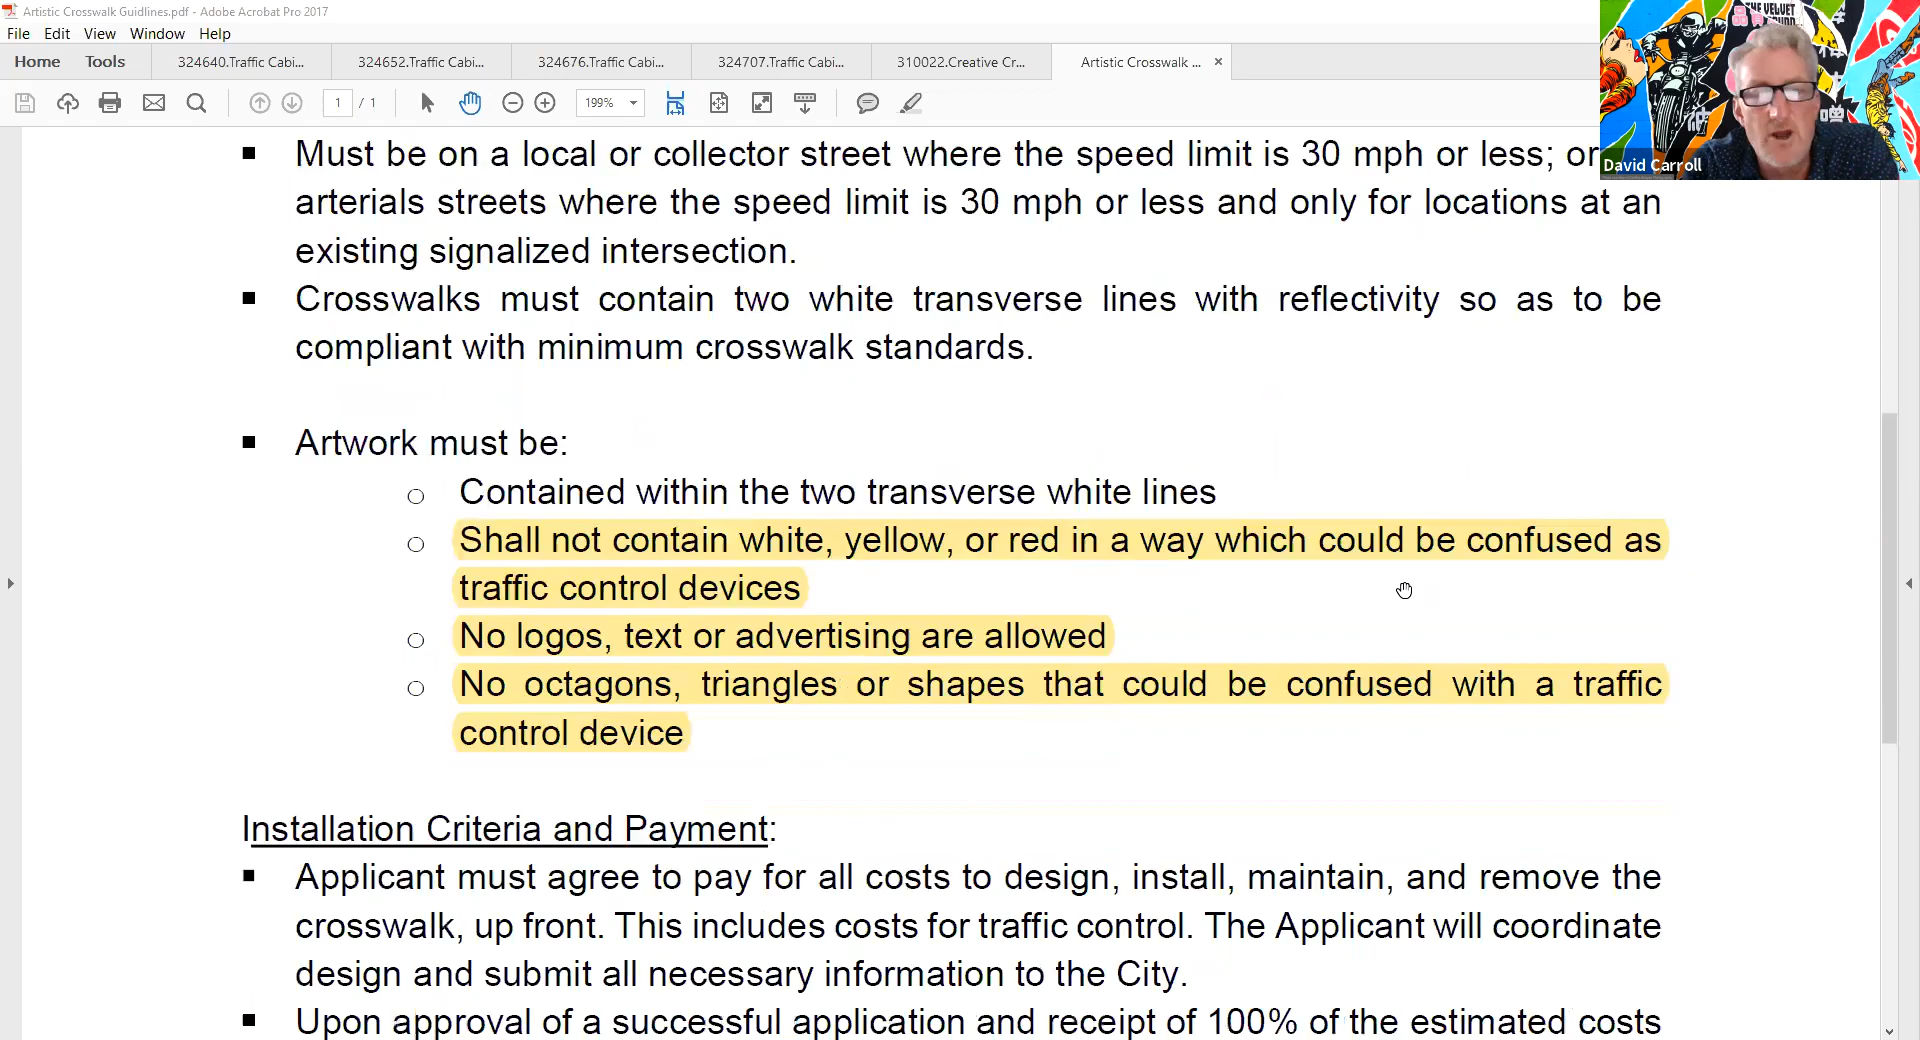 Artistic Crosswalk Guidlines.pdf - Adobe Acrobat Pro 2017
File Edit View Window Help
Home Tools 324640.Traffic Cabi... 324652.Traffic Cabi... 324676.Traffic Cabi... 324707.Traffic Cabi... 310022.Creative Cr... Artistic Crosswalk ... ×
1 / 1 199%
THE VELVET
David Carroll
■ Must be on a local or collector street where the speed limit is 30 mph or less; or
arterials streets where the speed limit is 30 mph or less and only for locations at an
existing signalized intersection.
■ Crosswalks must contain two white transverse lines with reflectivity so as to be
compliant with minimum crosswalk standards.
■ Artwork must be:
○ Contained within the two transverse white lines
○ Shall not contain white, yellow, or red in a way which could be confused as
traffic control devices
○ No logos, text or advertising are allowed
○ No octagons, triangles or shapes that could be confused with a traffic
control device
Installation Criteria and Payment:
■ Applicant must agree to pay for all costs to design, install, maintain, and remove the
crosswalk, up front. This includes costs for traffic control. The Applicant will coordinate
design and submit all necessary information to the City.
■ Upon approval of a successful application and receipt of 100% of the estimated costs